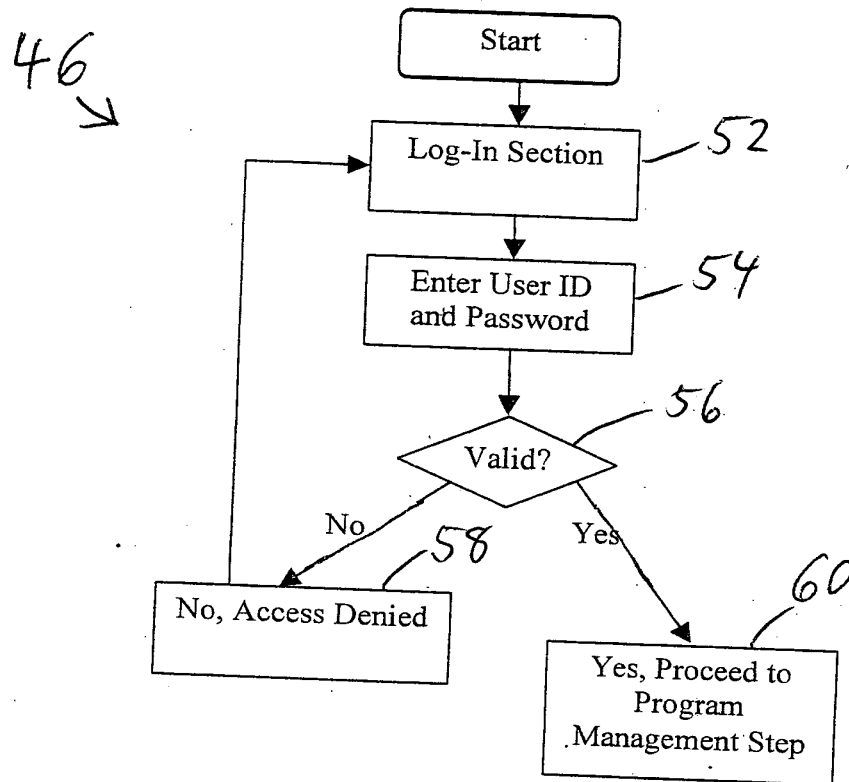 46
Start
Log-In Section
52
Enter User ID
and Password
54
Valid?
56
No
Yes
58
No, Access Denied
60
Yes, Proceed to
Program
Management Step